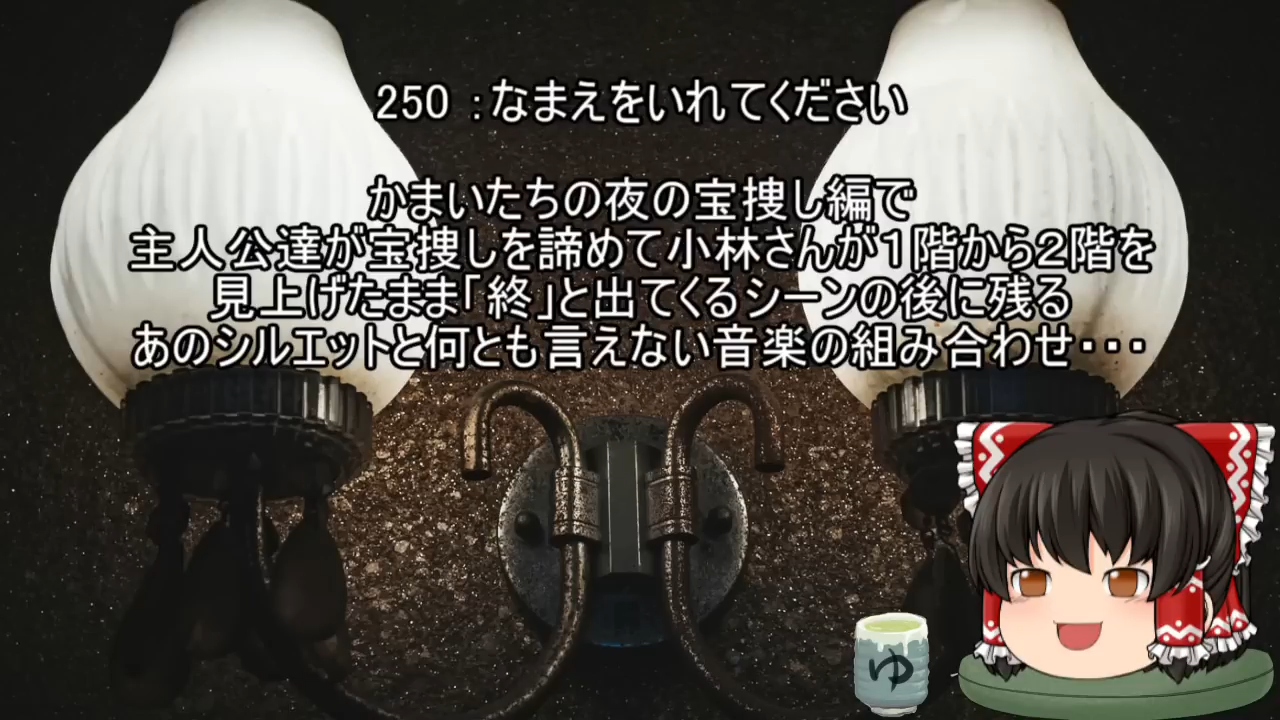 250 :なまえをいれてください
かまいたちの夜の宝捜し編で
主人公達が宝捜しを諦めて小林さんが1階から2階を
見上げたまま「終」と出てくるシーンの後に残る
あのシルエットと何とも言えない音楽の組み合わせ・・・
ゆ